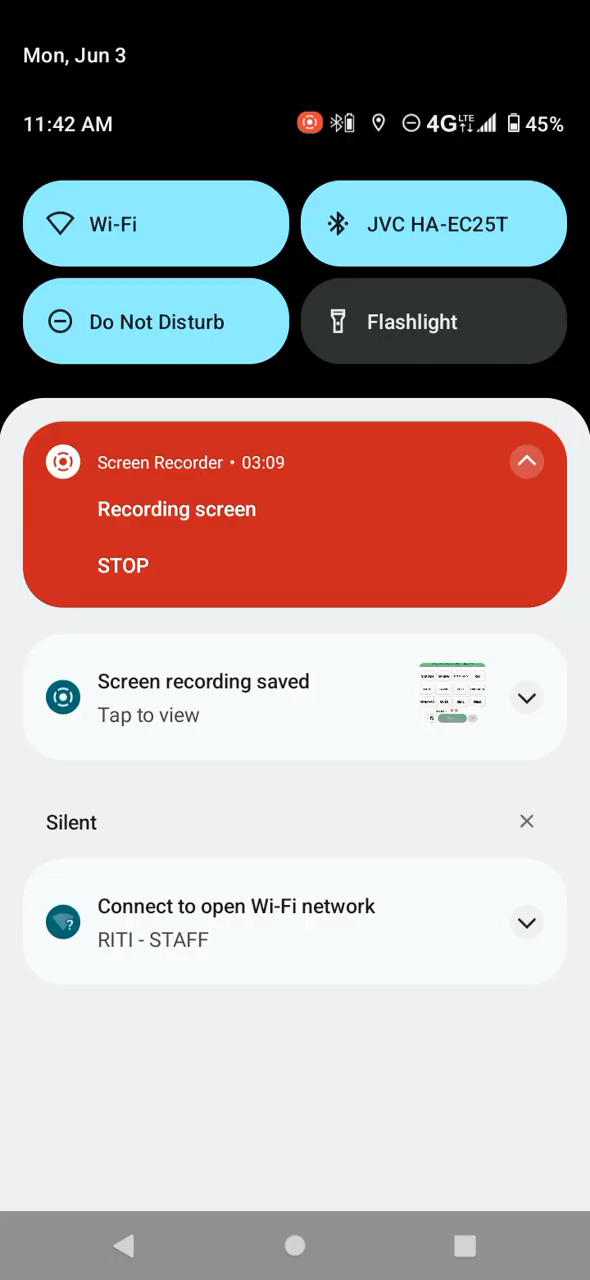 Mon, Jun 3
11:42 AM 4G LTE 45%
Wi-Fi JVC HA-EC25T
Do Not Disturb Flashlight
Screen Recorder • 03:09
Recording screen
STOP
Screen recording saved
Tap to view
Silent
Connect to open Wi-Fi network
RITI - STAFF